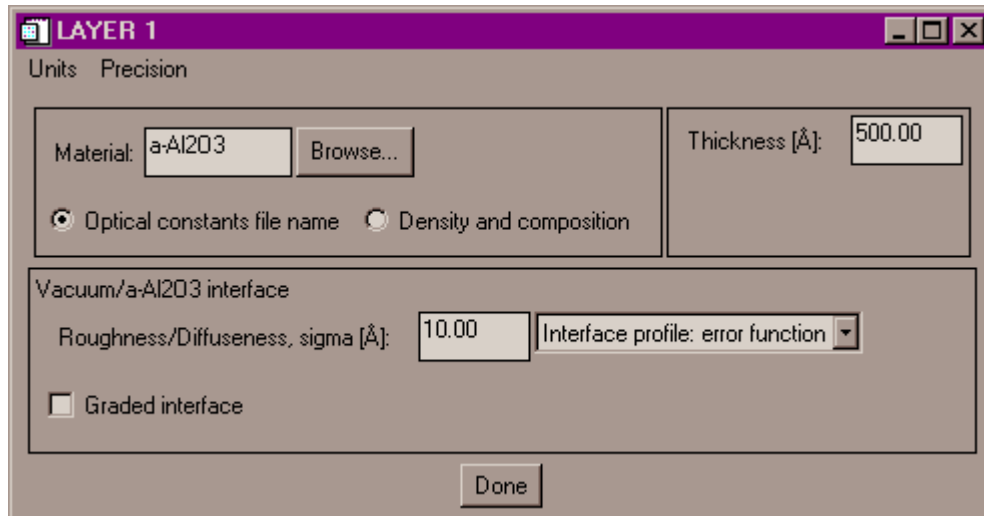 LAYER 1
Units Precision
Material: a-Al2O3 Browse... Thickness [Å]: 500.00
Optical constants file name Density and composition
Vacuum/a-Al2O3 interface
Roughness/Diffuseness, sigma [Å]: 10.00 Interface profile: error function
Graded interface
Done